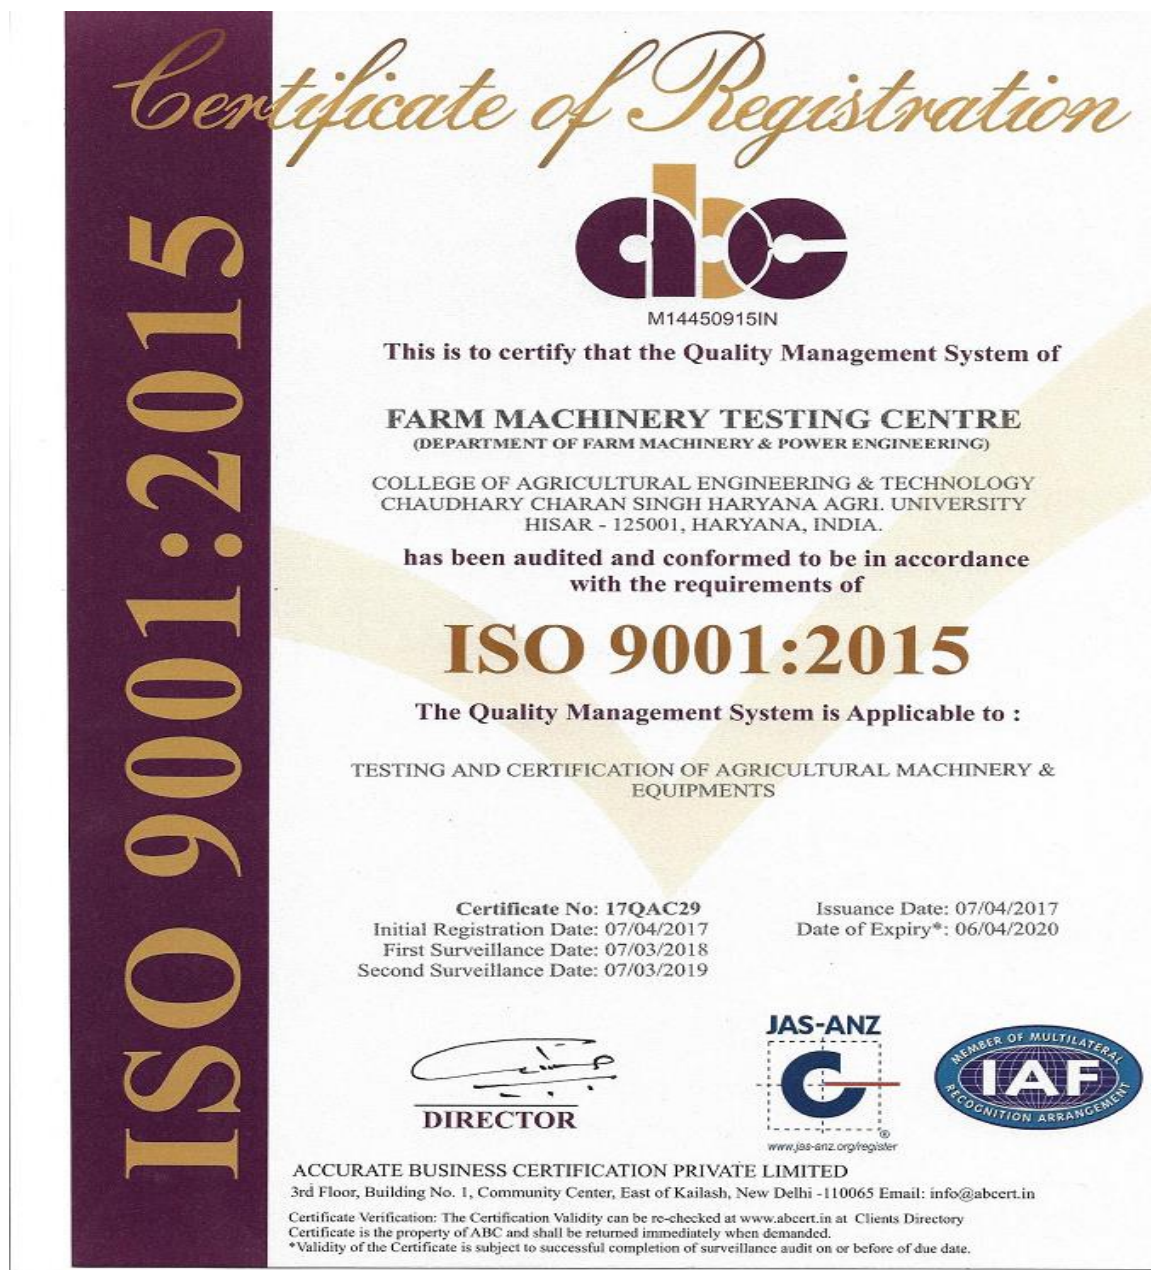 Certificate of Registration
ISO 9001:2015
abc
M14450915IN
This is to certify that the Quality Management System of
FARM MACHINERY TESTING CENTRE
(DEPARTMENT OF FARM MACHINERY & POWER ENGINEERING)
COLLEGE OF AGRICULTURAL ENGINEERING & TECHNOLOGY
CHAUDHARY CHARAN SINGH HARYANA AGRI. UNIVERSITY
HISAR - 125001, HARYANA, INDIA.
has been audited and conformed to be in accordance
with the requirements of
ISO 9001:2015
The Quality Management System is Applicable to :
TESTING AND CERTIFICATION OF AGRICULTURAL MACHINERY &
EQUIPMENTS
Certificate No: 17QAC29
Initial Registration Date: 07/04/2017
First Surveillance Date: 07/03/2018
Second Surveillance Date: 07/03/2019
Issuance Date: 07/04/2017
Date of Expiry*: 06/04/2020
DIRECTOR
JAS-ANZ
®
www.jas-anz.org/register
MEMBER OF MULTILATERAL
IAF
RECOGNITION ARRANGEMENT
ACCURATE BUSINESS CERTIFICATION PRIVATE LIMITED
3rd Floor, Building No. 1, Community Center, East of Kailash, New Delhi -110065 Email: info@abcert.in
Certificate Verification: The Certification Validity can be re-checked at www.abcert.in at Clients Directory
Certificate is the property of ABC and shall be returned immediately when demanded.
*Validity of the Certificate is subject to successful completion of surveillance audit on or before of due date.